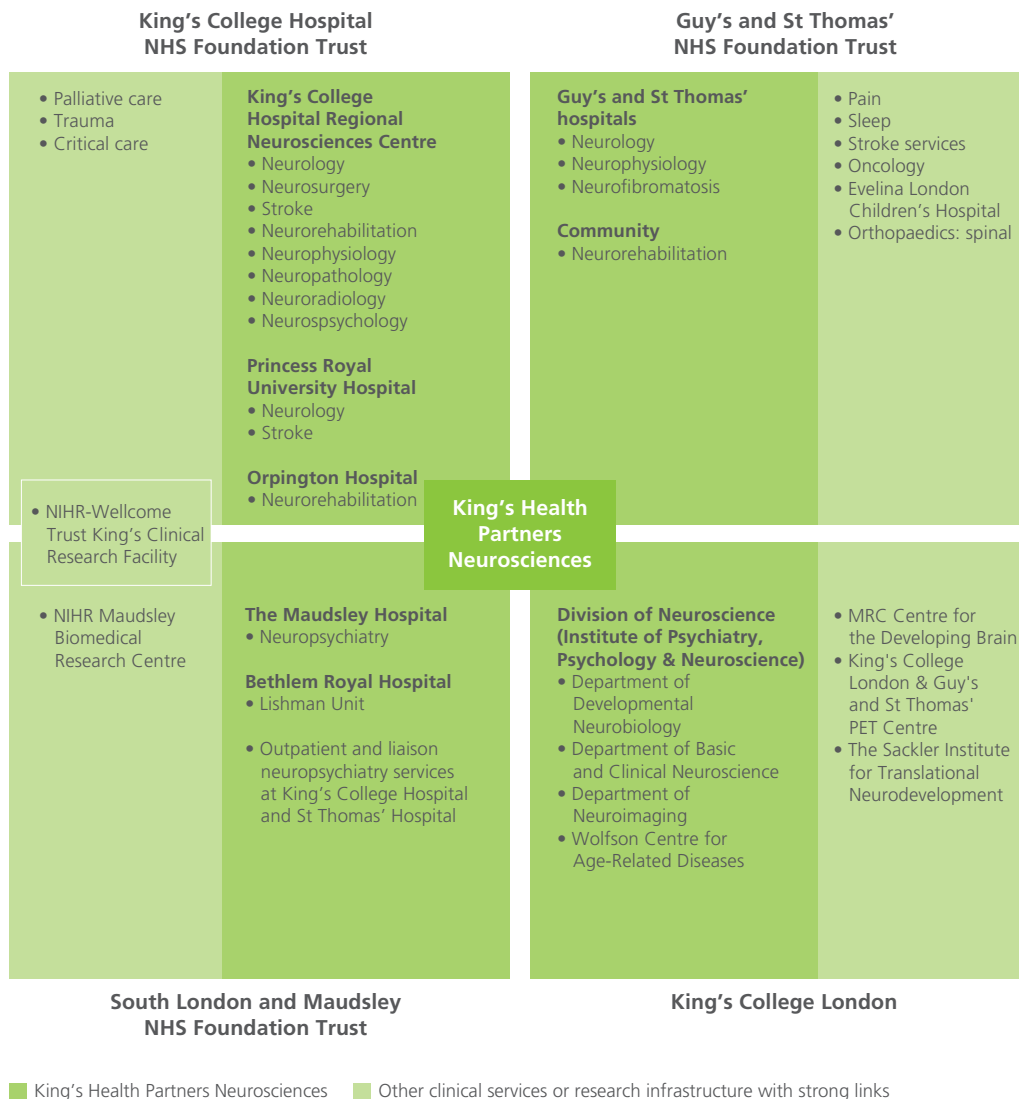 King's College Hospital
NHS Foundation Trust
Guy's and St Thomas'
NHS Foundation Trust
• Palliative care
• Trauma
• Critical care
King's College
Hospital Regional
Neurosciences Centre
• Neurology
• Neurosurgery
• Stroke
• Neurorehabilitation
• Neurophysiology
• Neuropathology
• Neuroradiology
• Neurospsychology
Princess Royal
University Hospital
• Neurology
• Stroke
Orpington Hospital
• Neurorehabilitation
Guy's and St Thomas'
hospitals
• Neurology
• Neurophysiology
• Neurofibromatosis
Community
• Neurorehabilitation
• Pain
• Sleep
• Stroke services
• Oncology
• Evelina London
Children's Hospital
• Orthopaedics: spinal
King's Health
Partners
Neurosciences
• NIHR-Wellcome
Trust King's Clinical
Research Facility
• NIHR Maudsley
Biomedical
Research Centre
The Maudsley Hospital
• Neuropsychiatry
Bethlem Royal Hospital
• Lishman Unit
• Outpatient and liaison
neuropsychiatry services
at King's College Hospital
and St Thomas' Hospital
Division of Neuroscience
(Institute of Psychiatry,
Psychology & Neuroscience)
• Department of
Developmental
Neurobiology
• Department of Basic
and Clinical Neuroscience
• Department of
Neuroimaging
• Wolfson Centre for
Age-Related Diseases
• MRC Centre for
the Developing Brain
• King's College
London & Guy's
and St Thomas'
PET Centre
• The Sackler Institute
for Translational
Neurodevelopment
South London and Maudsley
NHS Foundation Trust
King's College London
King's Health Partners Neurosciences
Other clinical services or research infrastructure with strong links